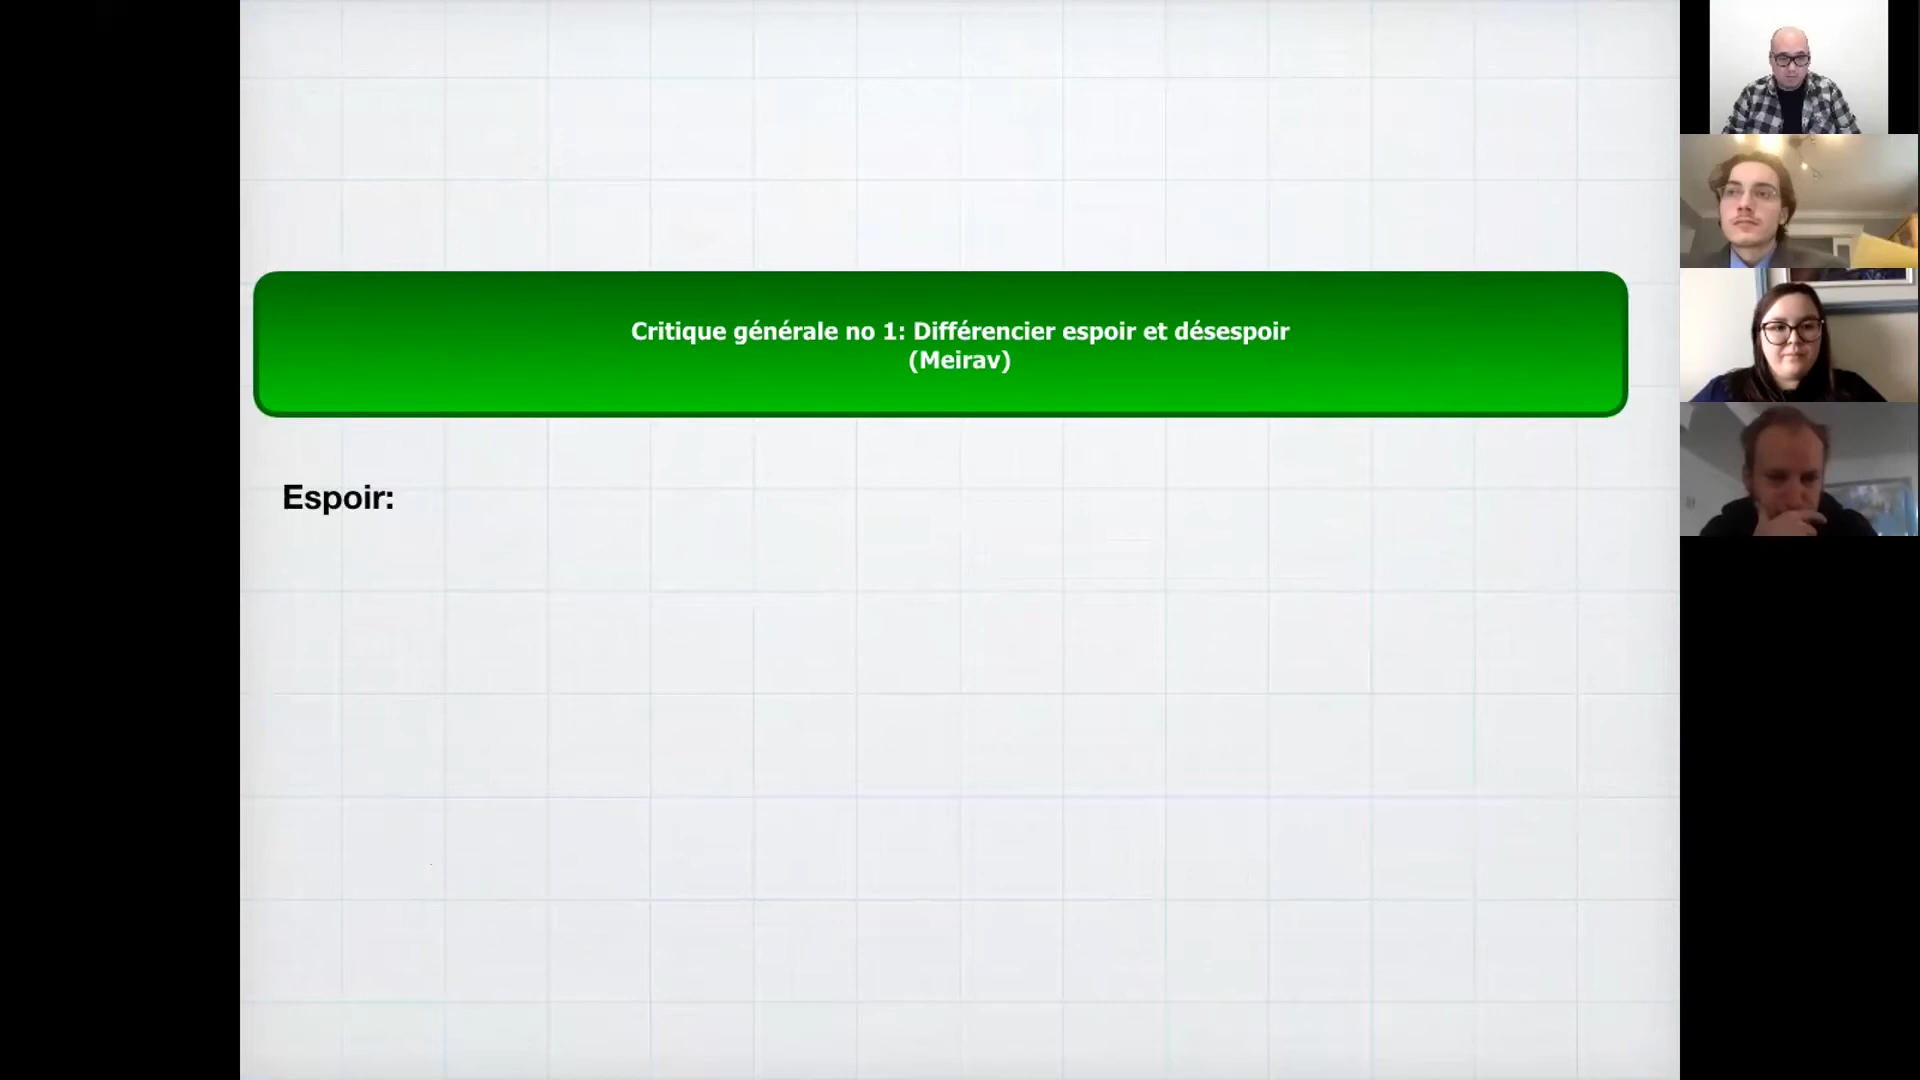 Critique générale no 1: Différencier espoir et désespoir
(Meirav)
Espoir: